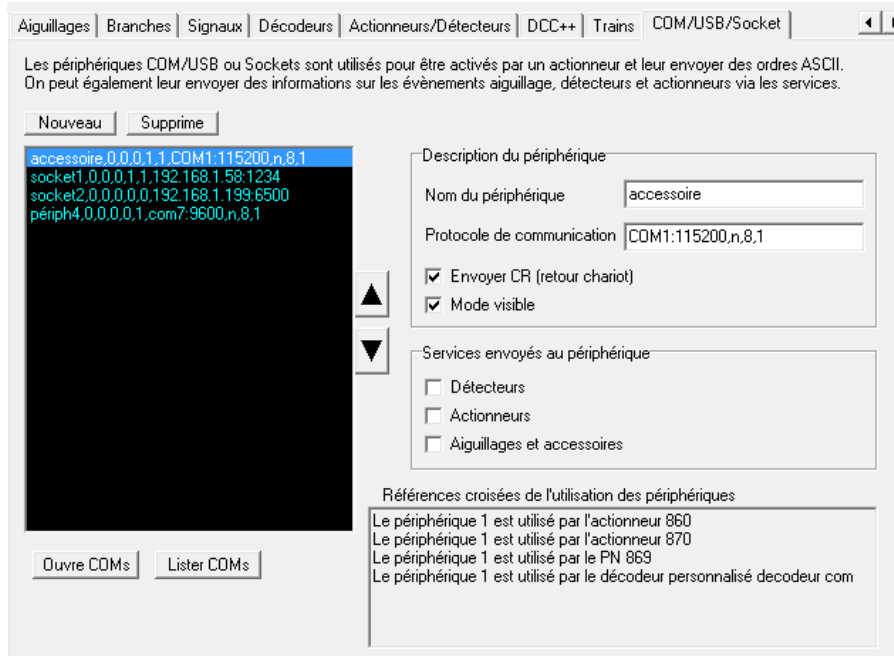 Aiguillages Branches Signaux Décodeurs Actionneurs/Détecteurs DCC++ Trains COM/USB/Socket
Les périphériques COM/USB ou Sockets sont utilisés pour être activés par un actionneur et leur envoyer des ordres ASCII.
On peut également leur envoyer des informations sur les évènements aiguillage, détecteurs et actionneurs via les services.
Nouveau Supprime
accessoire,0,0,0,1,1,COM1:115200,n,8,1
socket1,0,0,0,1,1,192.168.1.58:1234
socket2,0,0,0,0,0,192.168.1.199:6500
périph4,0,0,0,0,1,com7:9600,n,8,1
Description du périphérique
Nom du périphérique accessoire
Protocole de communication COM1:115200,n,8,1
Envoyer CR (retour chariot)
Mode visible
Services envoyés au périphérique
Détecteurs
Actionneurs
Aiguillages et accessoires
Références croisées de l'utilisation des périphériques
Le périphérique 1 est utilisé par l'actionneur 860
Le périphérique 1 est utilisé par l'actionneur 870
Le périphérique 1 est utilisé par le PN 869
Le périphérique 1 est utilisé par le décodeur personnalisé decodeur com
Ouvre COMs Lister COMs